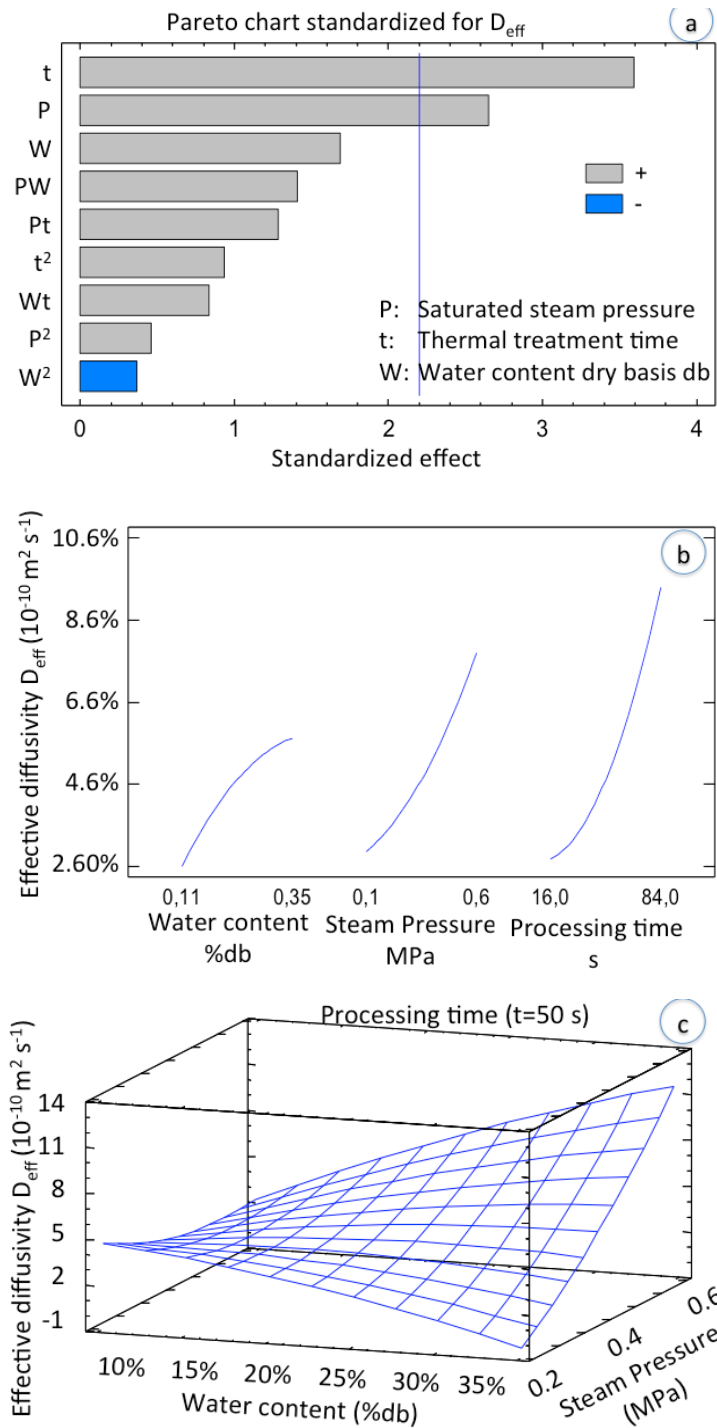 Pareto chart standardized for D_eff
a
t
P
W
PW
Pt
t²
Wt
P²
W²
+
-
P: Saturated steam pressure
t: Thermal treatment time
W: Water content dry basis db
0 1 2 3 4
Standardized effect
b
Effective diffusivity D_eff (10⁻¹⁰ m² s⁻¹)
10.6%
8.6%
6.6%
4.6%
2.60%
0,11 0,35 0,1 0,6 16,0 84,0
Water content Steam Pressure Processing time
%db MPa s
Processing time (t=50 s)
c
Effective diffusivity D_eff (10⁻¹⁰ m² s⁻¹)
14
11
8
5
2
-1
10% 15% 20% 25% 30% 35%
Water content (%db)
0.2 0.4 0.6
Steam Pressure
(MPa)